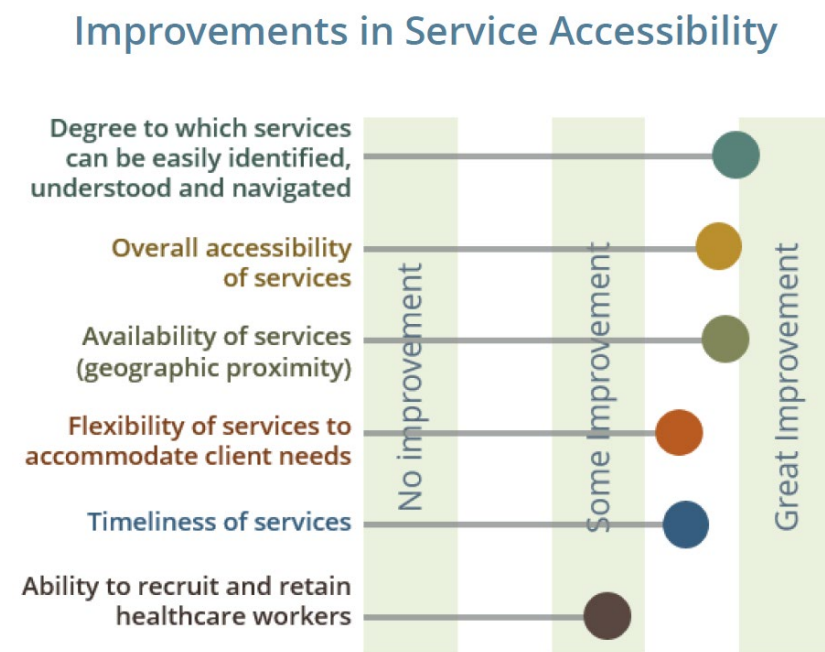 Improvements in Service Accessibility
Degree to which services
can be easily identified,
understood and navigated
Overall accessibility
of services
Availability of services
(geographic proximity)
Flexibility of services to
accommodate client needs
Timeliness of services
Ability to recruit and retain
healthcare workers
No improvement
Some Improvement
Great Improvement